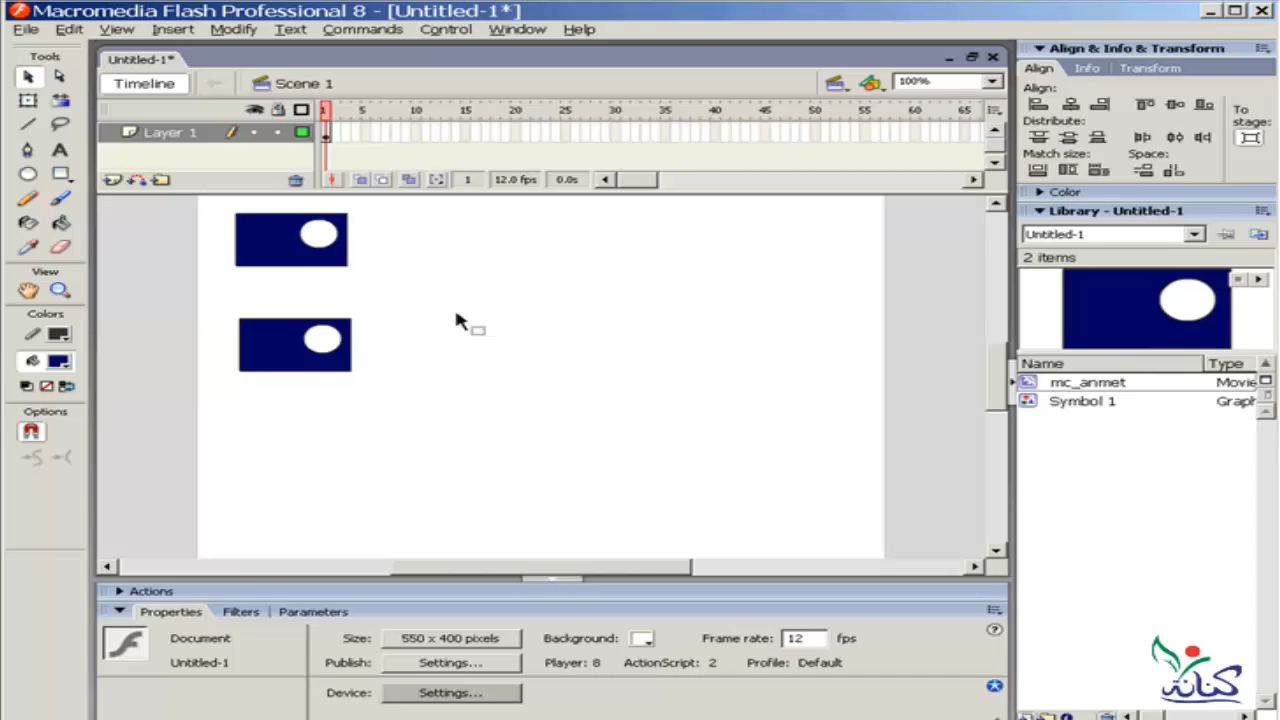 Macromedia Flash Professional 8 - [Untitled-1*]
File Edit View Insert Modify Text Commands Control Window Help
Tools
View
Colors
Options
Untitled-1*
Timeline
Scene 1
100%
1 5 10 15 20 25 30 35 40 45 50 55 60 65
Layer 1
1 12.0 fps 0.0s
Actions
Properties Filters Parameters
Document
Untitled-1
Size: 550 x 400 pixels
Background:
Frame rate: 12 fps
Publish: Settings...
Player: 8 ActionScript: 2 Profile: Default
Device: Settings...
Align & Info & Transform
Align Info Transform
Align:
Distribute:
Match size: Space:
To
stage:
Color
Library - Untitled-1
Untitled-1
2 items
Name Type
mc_anmet Movie
Symbol 1 Graph
كنانة